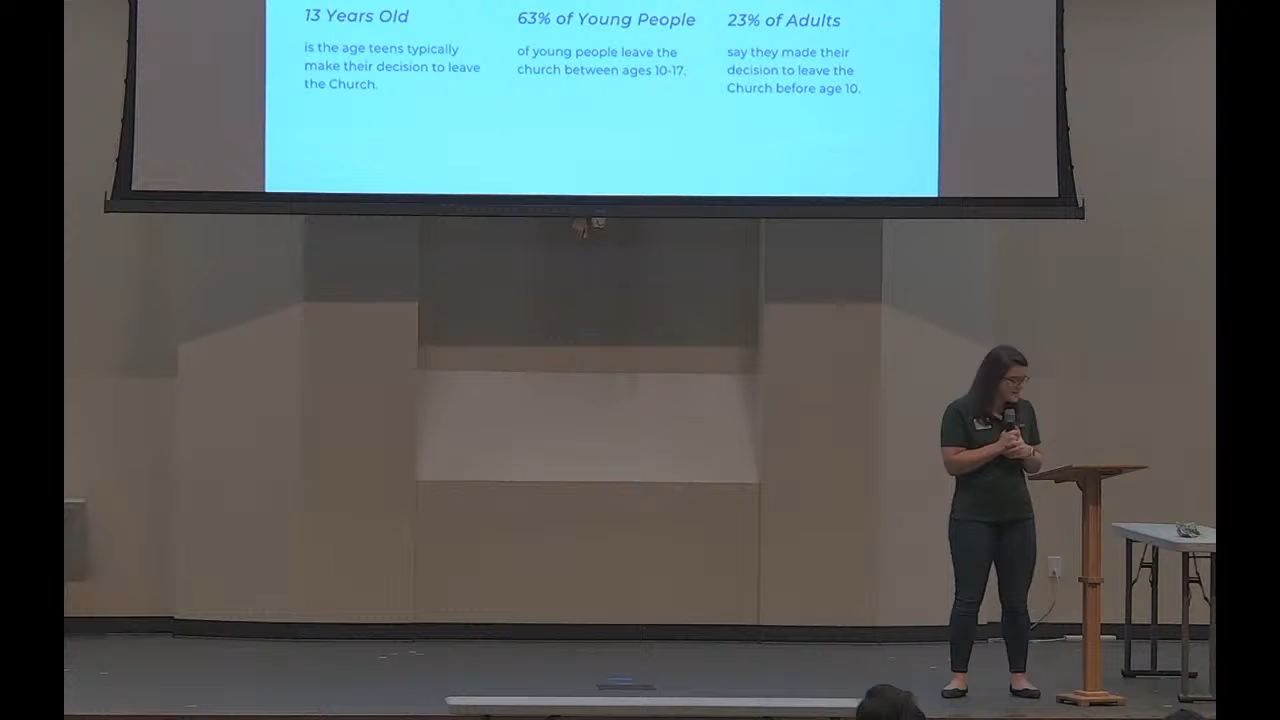 13 Years Old
is the age teens typically
make their decision to leave
the Church.
63% of Young People
of young people leave the
church between ages 10-17.
23% of Adults
say they made their
decision to leave the
Church before age 10.